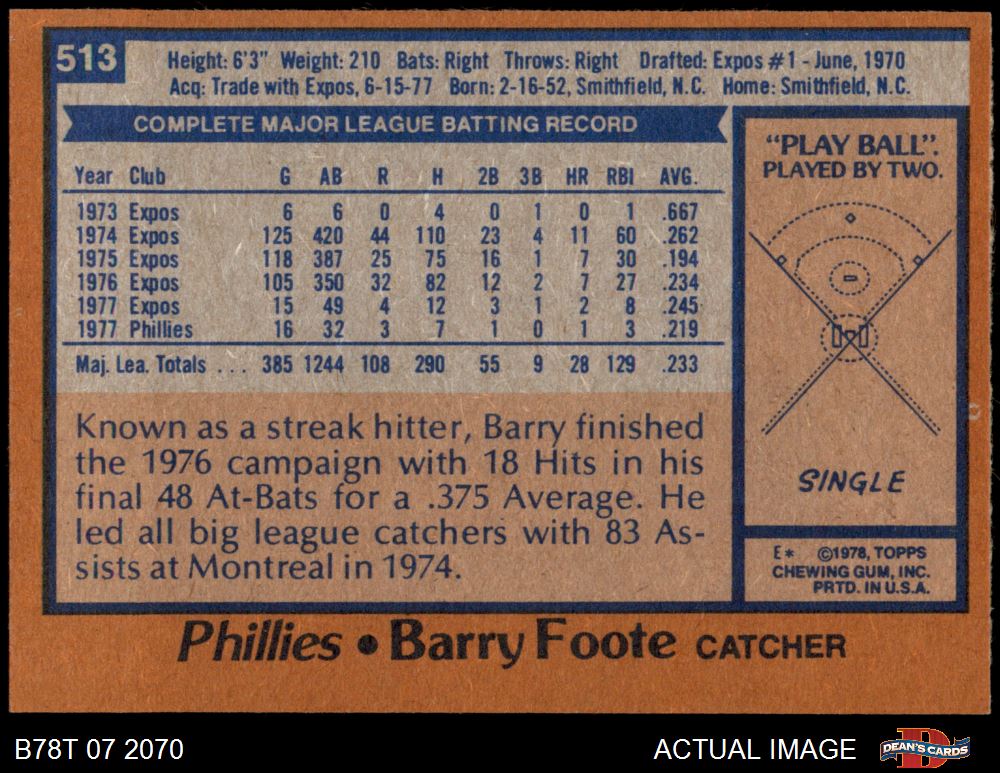 513
Height: 6'3" Weight: 210 Bats: Right Throws: Right Drafted: Expos #1 - June, 1970
Acq: Trade with Expos, 6-15-77 Born: 2-16-52, Smithfield, N.C. Home: Smithfield, N.C.
COMPLETE MAJOR LEAGUE BATTING RECORD
Year Club G AB R H 2B 3B HR RBI AVG.
1973 Expos 6 6 0 4 0 1 0 1 .667
1974 Expos 125 420 44 110 23 4 11 60 .262
1975 Expos 118 387 25 75 16 1 7 30 .194
1976 Expos 105 350 32 82 12 2 7 27 .234
1977 Expos 15 49 4 12 3 1 2 8 .245
1977 Phillies 16 32 3 7 1 0 1 3 .219
Maj. Lea. Totals . . . 385 1244 108 290 55 9 28 129 .233
Known as a streak hitter, Barry finished
the 1976 campaign with 18 Hits in his
final 48 At-Bats for a .375 Average. He
led all big league catchers with 83 As-
sists at Montreal in 1974.
"PLAY BALL".
PLAYED BY TWO.
SINGLE
E* ©1978, TOPPS
CHEWING GUM, INC.
PRTD. IN U.S.A.
Phillies • Barry Foote CATCHER
B78T 07 2070
ACTUAL IMAGE
DEAN'S CARDS